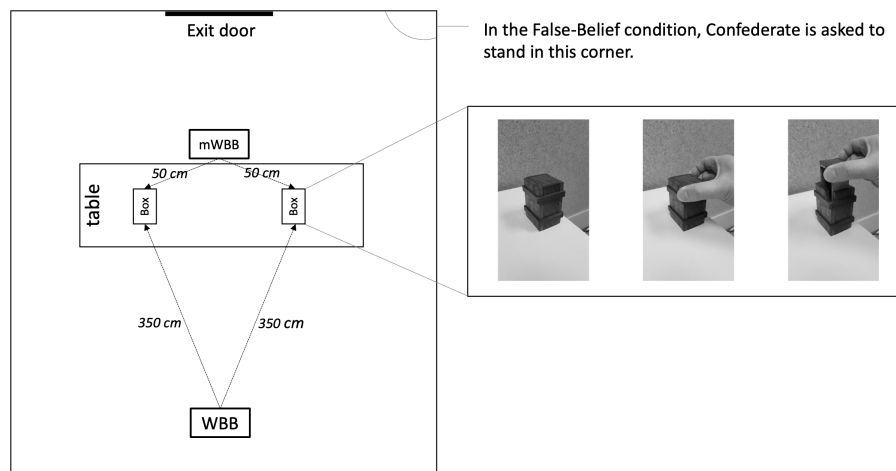 Exit door
In the False-Belief condition, Confederate is asked to
stand in this corner.
mWBB
50 cm
50 cm
table
Box
Box
350 cm
350 cm
WBB